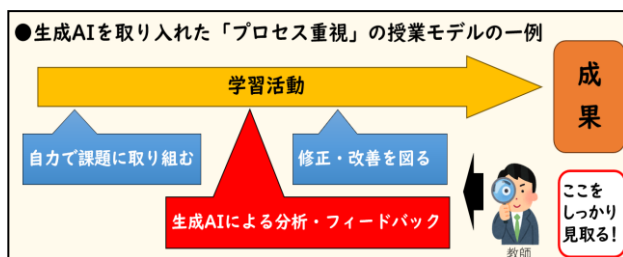 ●生成AIを取り入れた「プロセス重視」の授業モデルの一例
学習活動
成
果
自力で課題に取り組む
修正・改善を図る
生成AIによる分析・フィードバック
教師
ここを
しっかり
見取る!